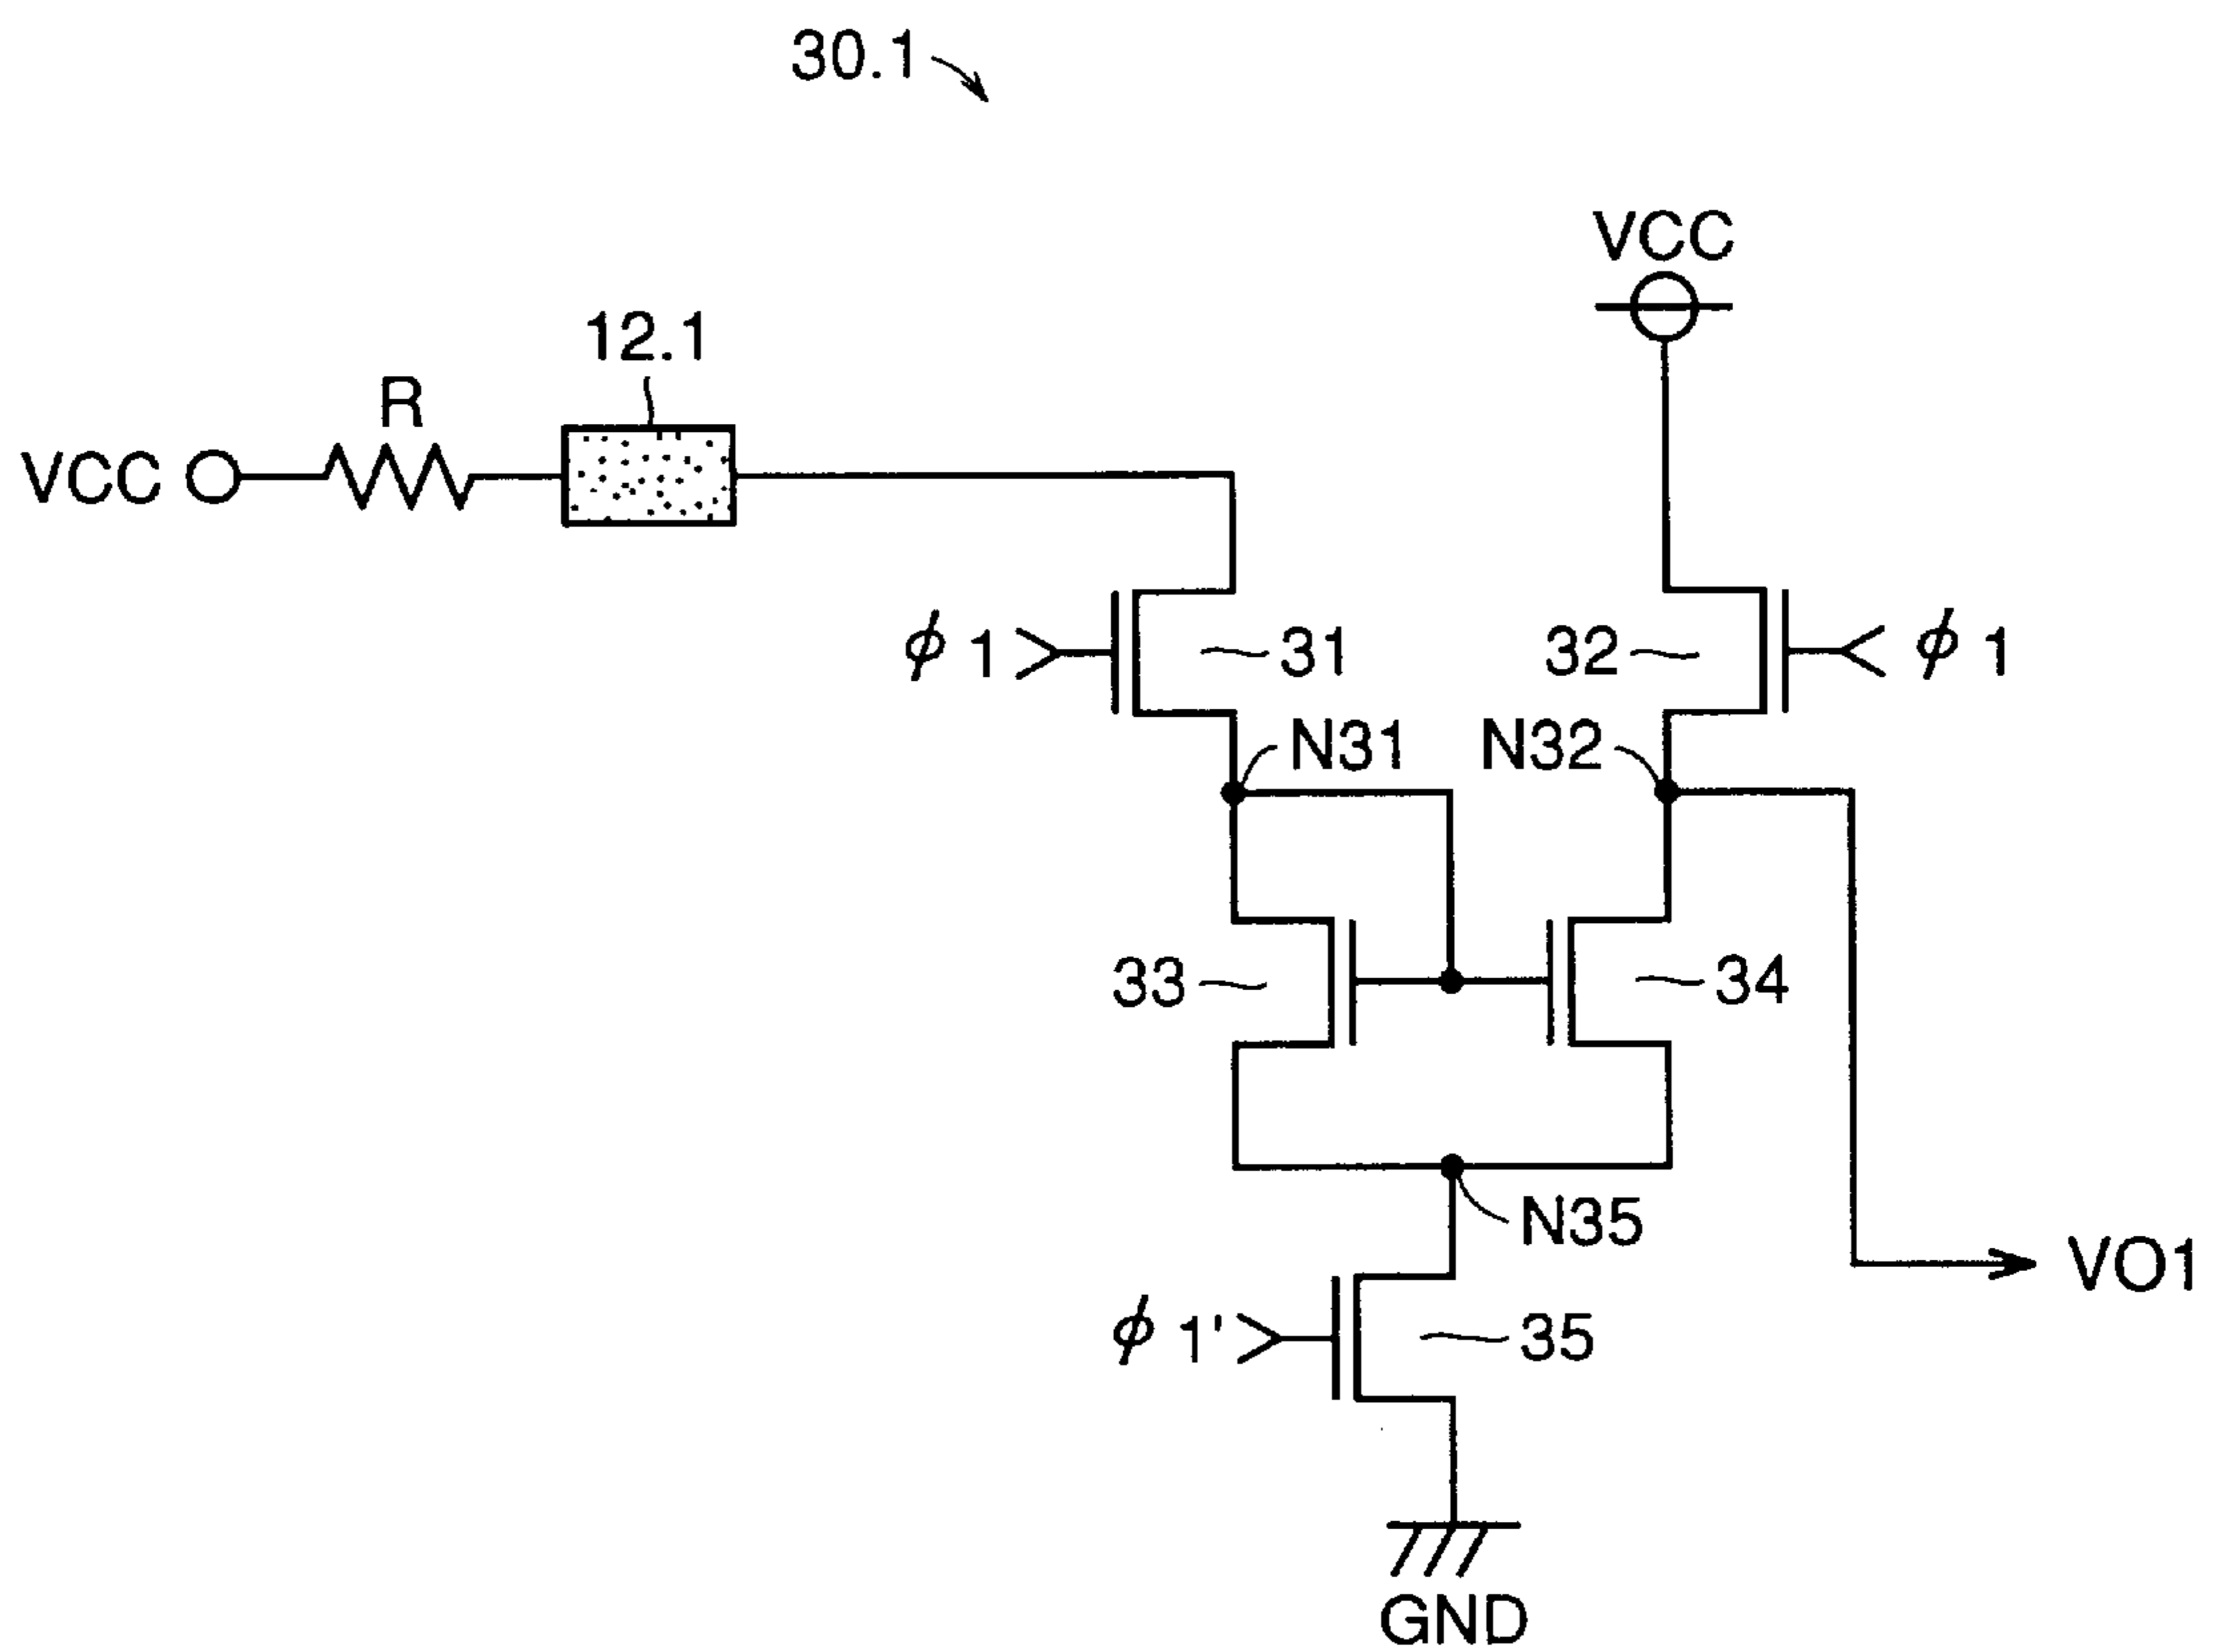 30.1
VCC
12.1
R
VCC
ϕ 1
31
32
ϕ 1
N31
N32
33
34
N35
VO1
ϕ 1'
35
GND